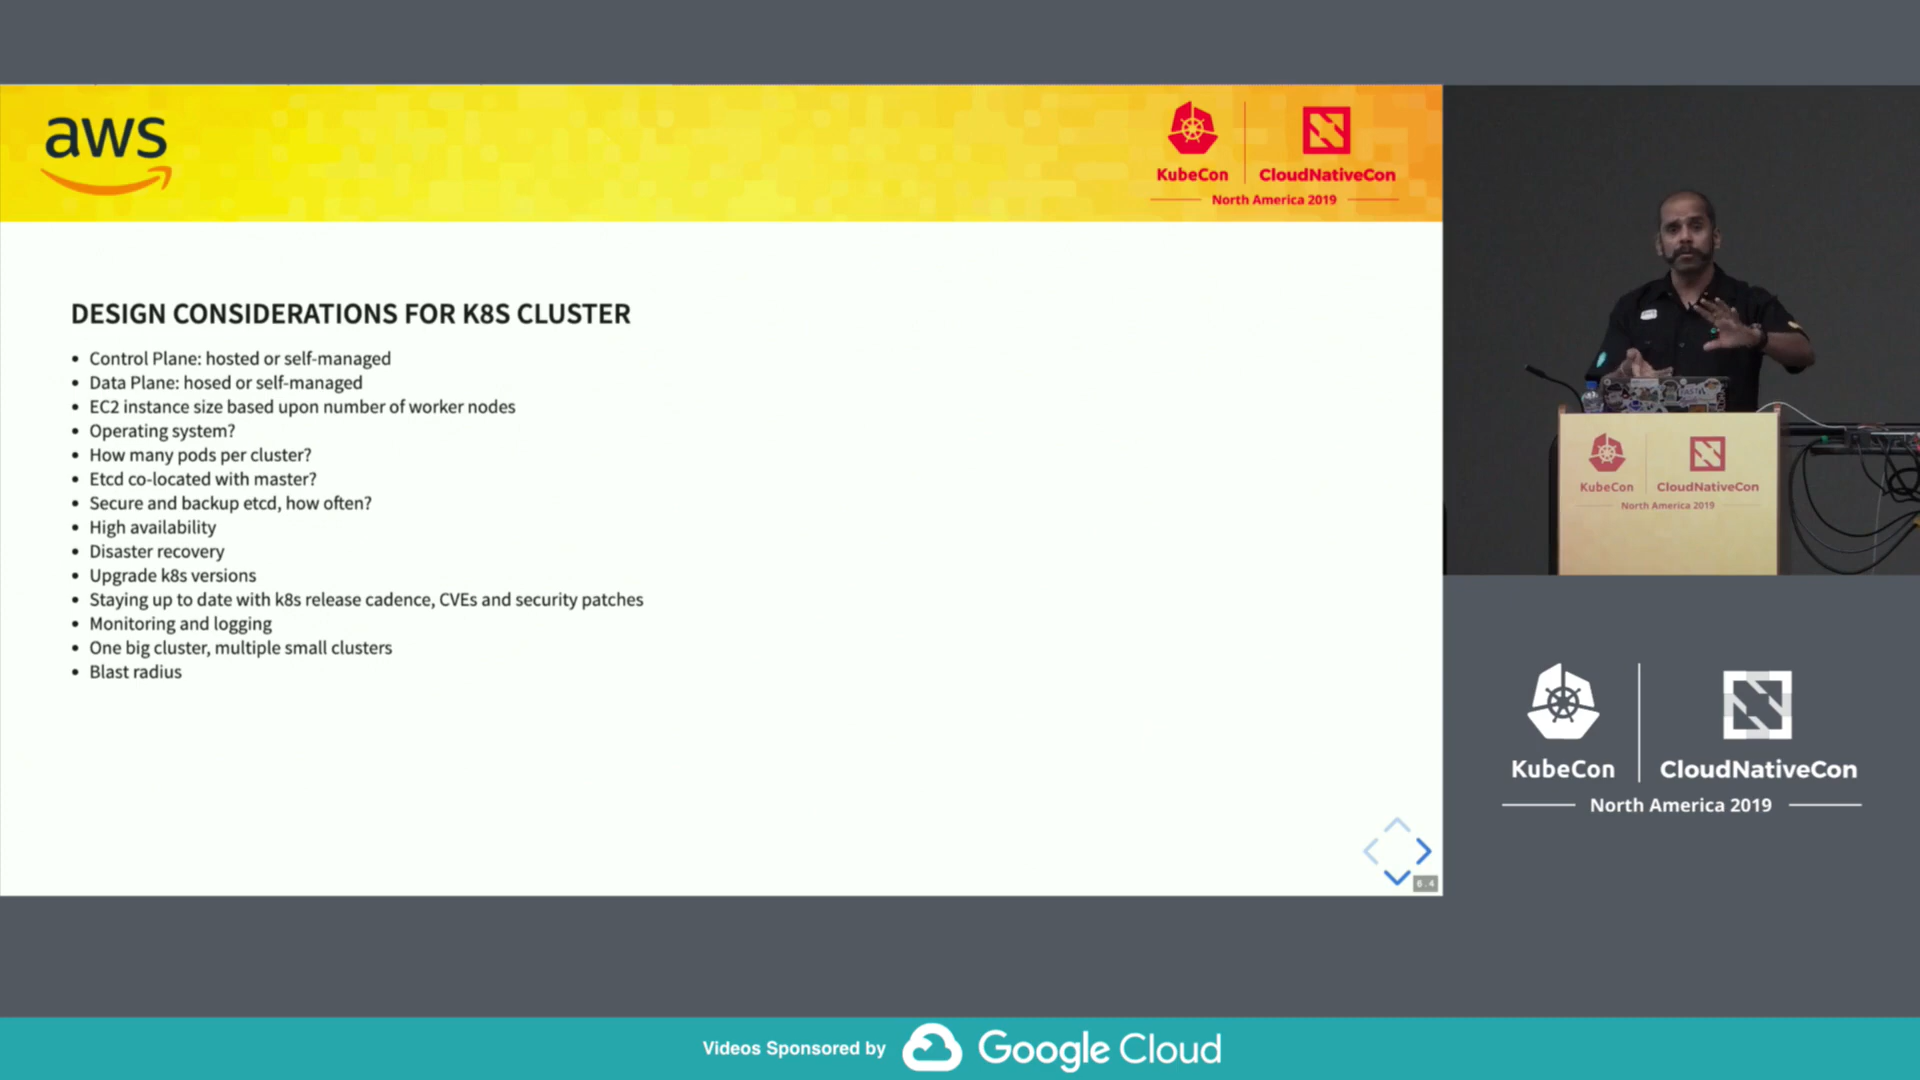 aws
KubeCon
CloudNativeCon
North America 2019
DESIGN CONSIDERATIONS FOR K8S CLUSTER
• Control Plane: hosted or self-managed
• Data Plane: hosed or self-managed
• EC2 instance size based upon number of worker nodes
• Operating system?
• How many pods per cluster?
• Etcd co-located with master?
• Secure and backup etcd, how often?
• High availability
• Disaster recovery
• Upgrade k8s versions
• Staying up to date with k8s release cadence, CVEs and security patches
• Monitoring and logging
• One big cluster, multiple small clusters
• Blast radius
6.4
KubeCon
CloudNativeCon
North America 2019
KubeCon
CloudNativeCon
North America 2019
Videos Sponsored by Google Cloud